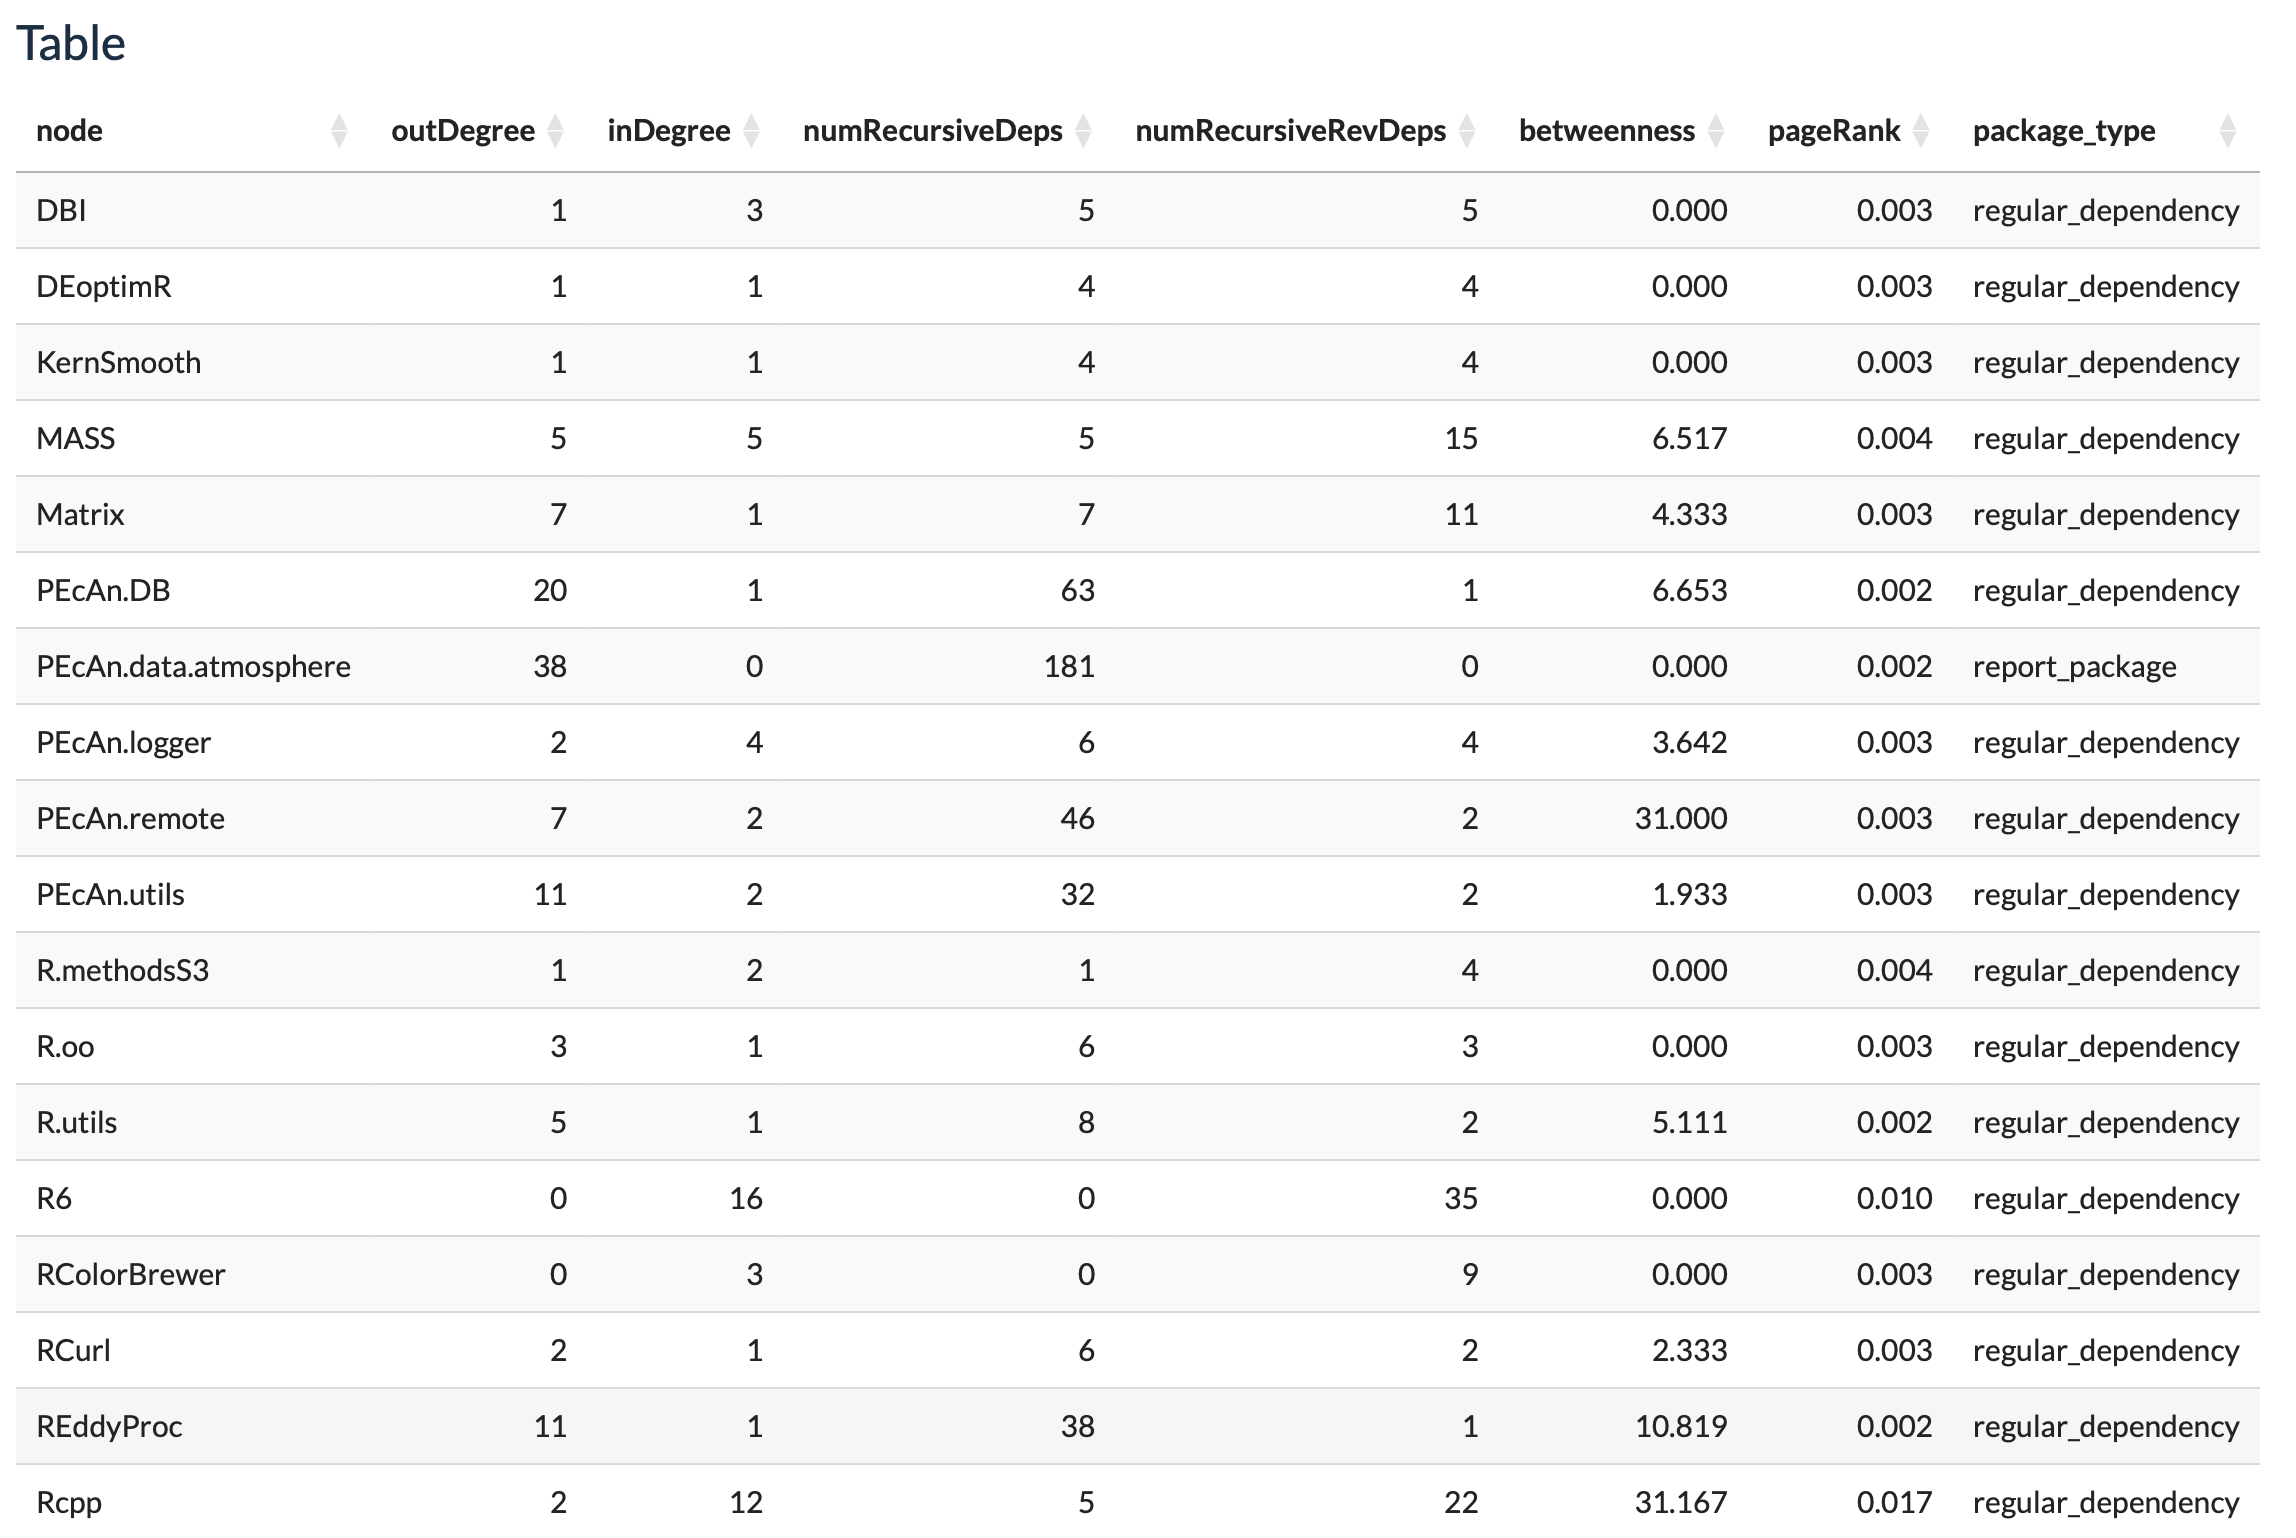 Table
node outDegree inDegree numRecursiveDeps numRecursiveRevDeps betweenness pageRank package_type
DBI 1 3 5 5 0.000 0.003 regular_dependency
DEoptimR 1 1 4 4 0.000 0.003 regular_dependency
KernSmooth 1 1 4 4 0.000 0.003 regular_dependency
MASS 5 5 5 15 6.517 0.004 regular_dependency
Matrix 7 1 7 11 4.333 0.003 regular_dependency
PEcAn.DB 20 1 63 1 6.653 0.002 regular_dependency
PEcAn.data.atmosphere 38 0 181 0 0.000 0.002 report_package
PEcAn.logger 2 4 6 4 3.642 0.003 regular_dependency
PEcAn.remote 7 2 46 2 31.000 0.003 regular_dependency
PEcAn.utils 11 2 32 2 1.933 0.003 regular_dependency
R.methodsS3 1 2 1 4 0.000 0.004 regular_dependency
R.oo 3 1 6 3 0.000 0.003 regular_dependency
R.utils 5 1 8 2 5.111 0.002 regular_dependency
R6 0 16 0 35 0.000 0.010 regular_dependency
RColorBrewer 0 3 0 9 0.000 0.003 regular_dependency
RCurl 2 1 6 2 2.333 0.003 regular_dependency
REddyProc 11 1 38 1 10.819 0.002 regular_dependency
Rcpp 2 12 5 22 31.167 0.017 regular_dependency